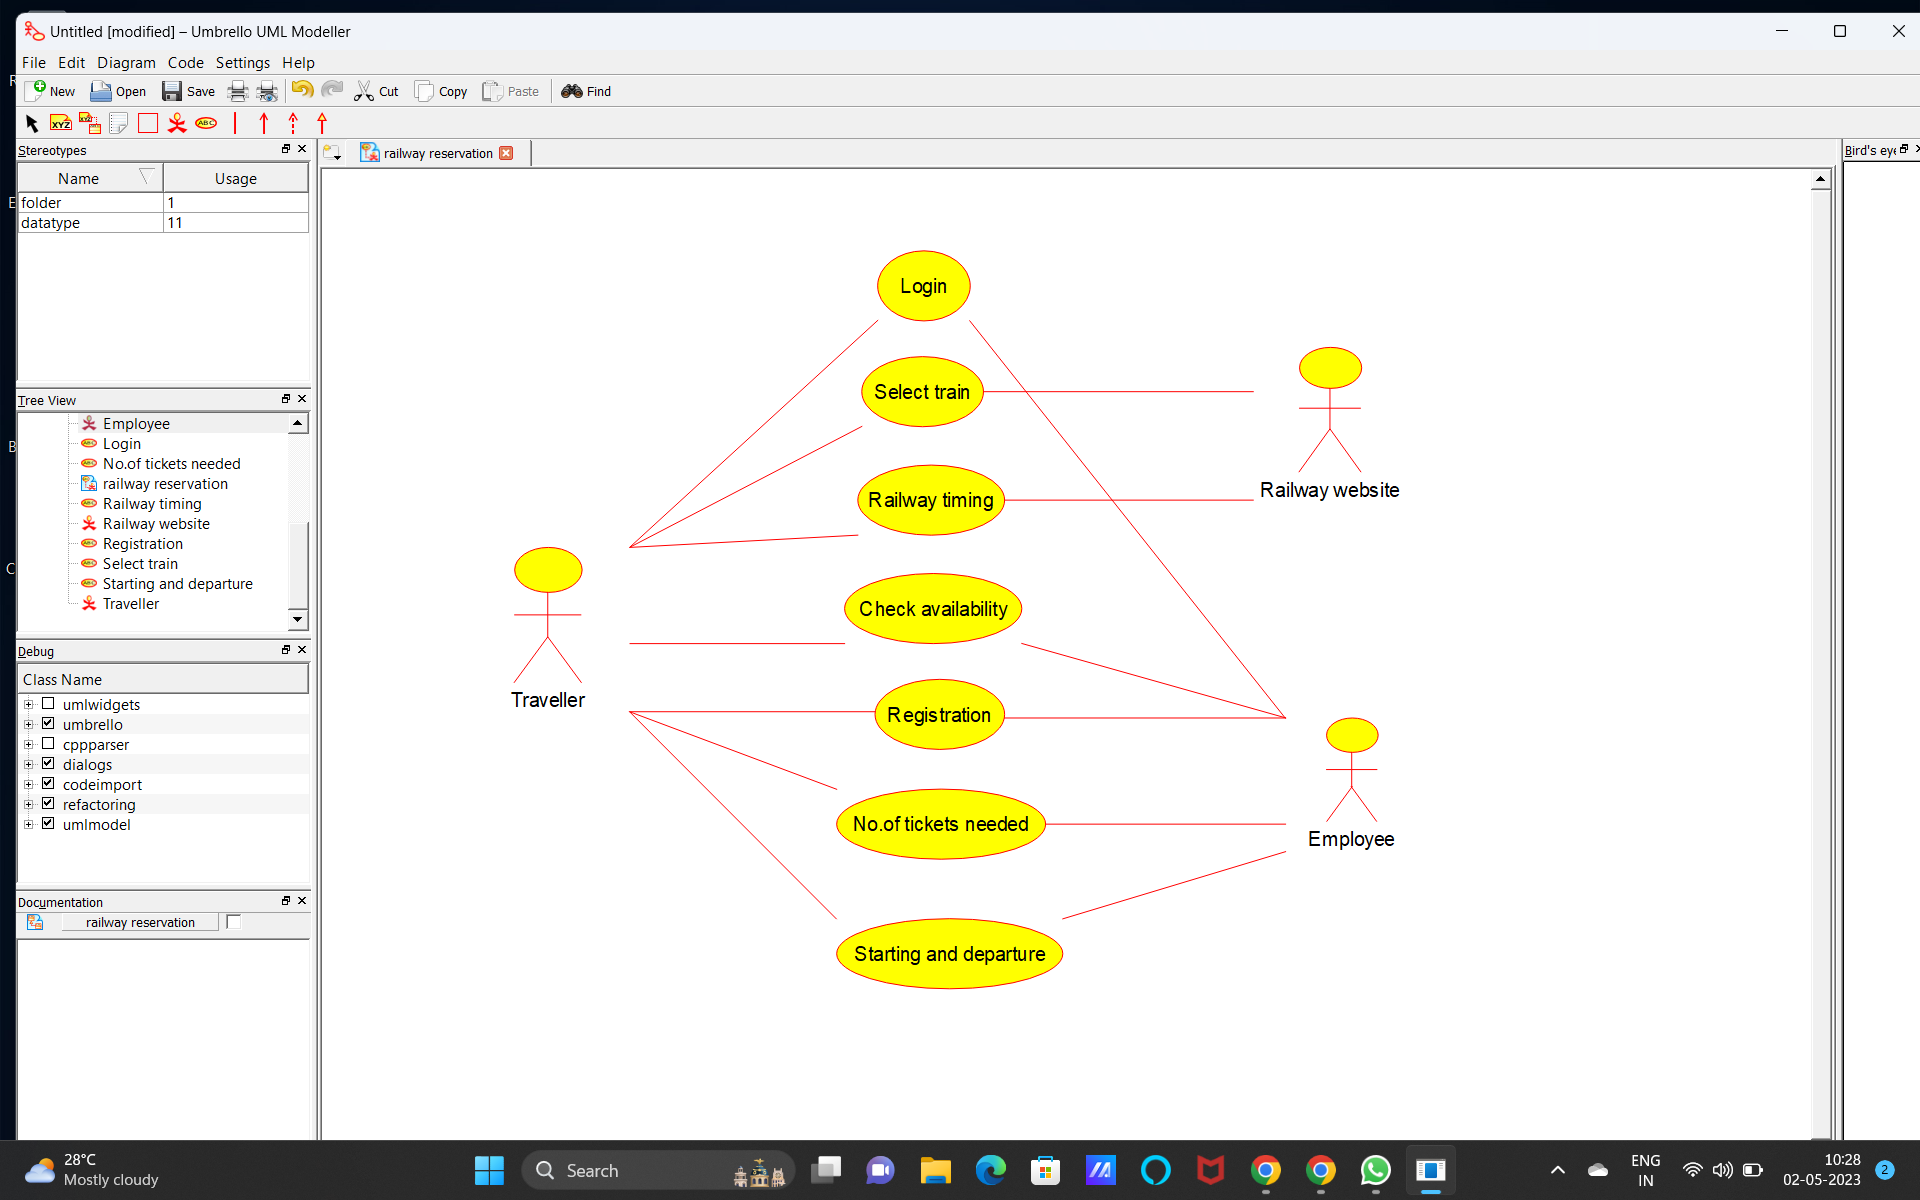 Untitled [modified] – Umbrello UML Modeller
File Edit Diagram Code Settings Help
New Open Save Cut Copy Paste Find
XYZ XYZ ABC
Stereotypes
railway reservation
Bird's eye
Name Usage
folder 1
datatype 11
Tree View
Employee
Login
No.of tickets needed
railway reservation
Railway timing
Railway website
Registration
Select train
Starting and departure
Traveller
Debug
Class Name
umlwidgets
umbrello
cppparser
dialogs
codeimport
refactoring
umlmodel
Documentation
railway reservation
Login
Select train
Railway website
Railway timing
Check availability
Traveller
Registration
No.of tickets needed
Employee
Starting and departure
28°C
Mostly cloudy
Search
ENG
IN
10:28
02-05-2023
2